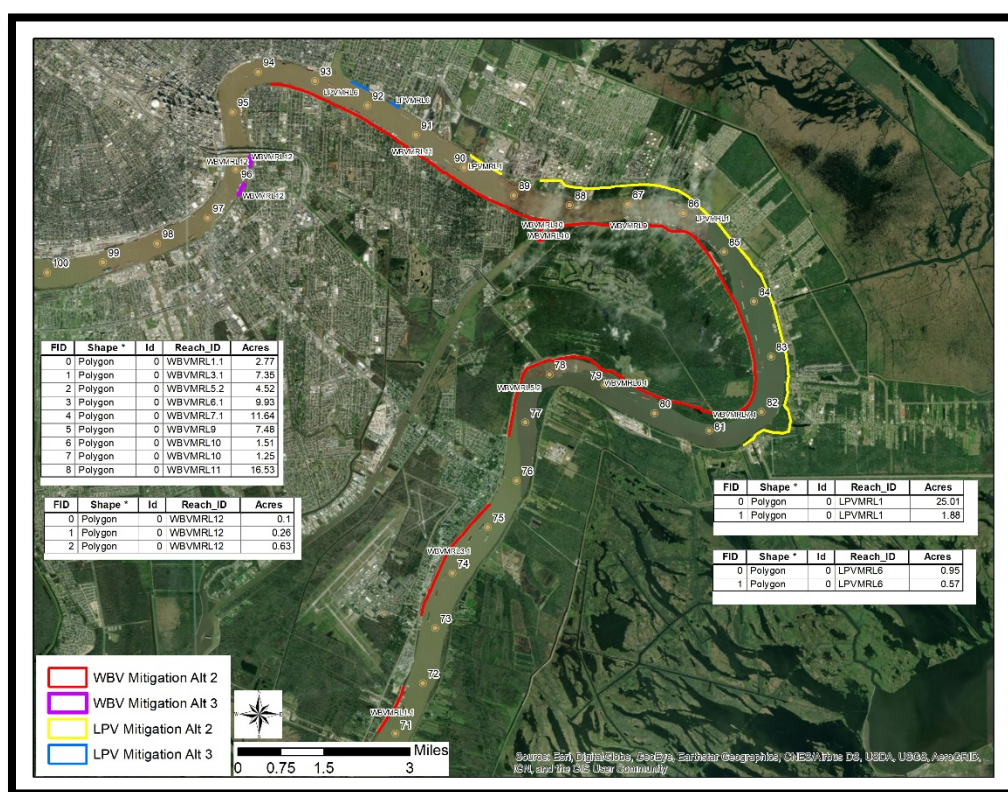 94
93
92
LPVMRL6
LPVMRL6
95
91
WBVMRL11
90
LPVMRL1
WBVMRL12
WBVMRL12
96
WBVMRL12
89
88
87
86
LPVMRL1
97
WBVMRL10
WBVMRL10
WBVMRL9
98
85
99
100
84
83
FID Shape * Id Reach_ID Acres
0 Polygon 0 WBVMRL1.1 2.77
1 Polygon 0 WBVMRL3.1 7.35
2 Polygon 0 WBVMRL5.2 4.52
3 Polygon 0 WBVMRL6.1 9.93
4 Polygon 0 WBVMRL7.1 11.64
5 Polygon 0 WBVMRL9 7.48
6 Polygon 0 WBVMRL10 1.51
7 Polygon 0 WBVMRL10 1.25
8 Polygon 0 WBVMRL11 16.53
78
79
WBVMRL5.2
WBVMRL6.1
80
WBVMRL7.1
82
77
81
76
FID Shape * Id Reach_ID Acres
0 Polygon 0 WBVMRL12 0.1
1 Polygon 0 WBVMRL12 0.26
2 Polygon 0 WBVMRL12 0.63
FID Shape * Id Reach_ID Acres
0 Polygon 0 LPVMRL1 25.01
1 Polygon 0 LPVMRL1 1.88
75
WBVMRL3.1
74
FID Shape * Id Reach_ID Acres
0 Polygon 0 LPVMRL6 0.95
1 Polygon 0 LPVMRL6 0.57
73
72
WBVMRL1.1
71
WBV Mitigation Alt 2
WBV Mitigation Alt 3
LPV Mitigation Alt 2
LPV Mitigation Alt 3
Miles
0 0.75 1.5 3
Sources: Esri, DigitalGlobe, GeoEye, Earthstar Geographics, CNES/Airbus DS, USDA, USGS, AeroGRID,
IGN, and the GIS User Community